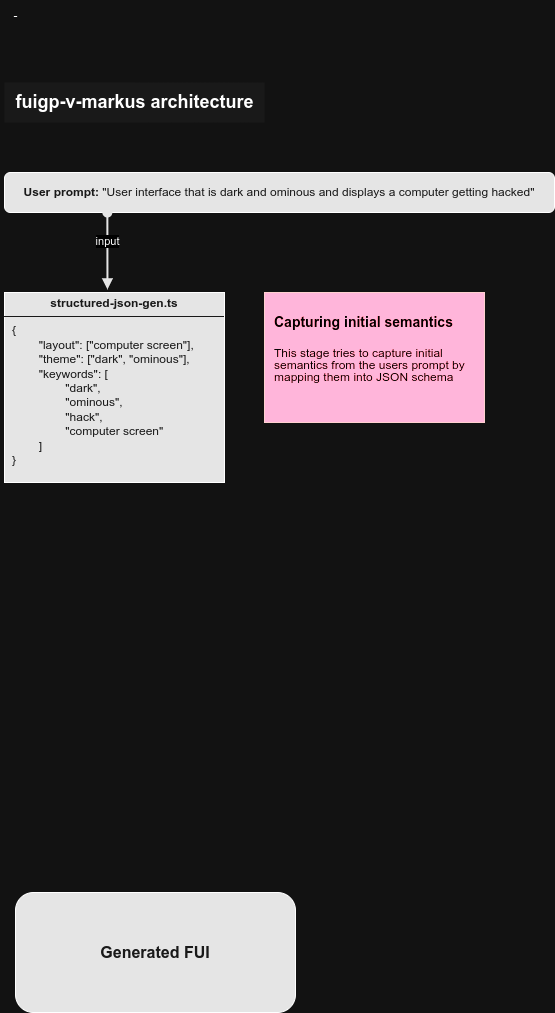 -
fuigp-v-markus architecture
User prompt: "User interface that is dark and ominous and displays a computer getting hacked"
input
structured-json-gen.ts
{
"layout": ["computer screen"],
"theme": ["dark", "ominous"],
"keywords": [
"dark",
"ominous",
"hack",
"computer screen"
]
}
Capturing initial semantics
This stage tries to capture initial
semantics from the users prompt by
mapping them into JSON schema
Generated FUI